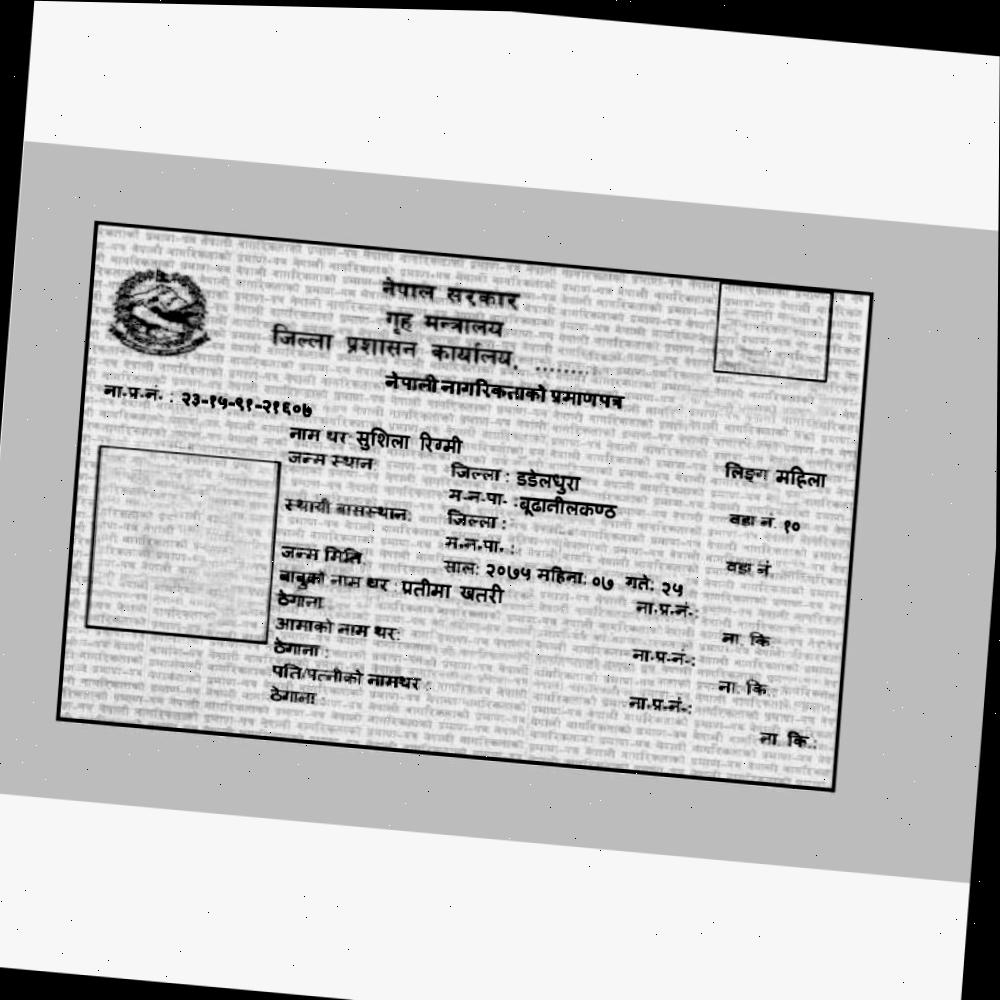 नेपाल सरकार
गृह मन्त्रालय
जिल्ला प्रशासन कार्यालय, ........
नेपाली नागरिकताको प्रमाणपत्र
ना.प्र.नं. : २३-१५-९१-२१६०७
नाम थर सुशिला रिग्मी लिङ्ग महिला
जन्म स्थान जिल्ला : डडेलधुरा
म.न.पा. :बूढानीलकण्ठ वडा नं. १०
स्थायी बासस्थान: जिल्ला :
म.न.पा. : वडा नं
जन्म मिति साल: २०७५ महिना: ०७ गते: २५
बाबुको नाम थर : प्रतीमा खतरी ना.प्र.नं.:
ठेगाना ना. कि
आमाको नाम थर: ना.प्र.नं.:
ठेगाना : ना. कि.:
पति/पत्नीको नामथर : ना.प्र.नं.:
ठेगाना : ना. कि.: